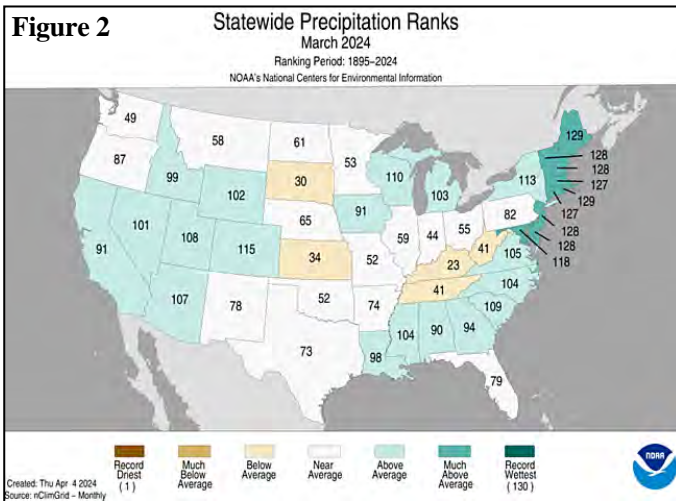 Figure 2
Statewide Precipitation Ranks
March 2024
Ranking Period: 1895–2024
NOAA's National Centers for Environmental Information
49
58
61
53
129
87
99
102
30
110
103
113
128
128
127
129
65
91
82
127
128
128
118
91
101
108
115
34
59
44
55
41
105
52
23
107
78
52
74
41
104
109
73
98
104
90
94
79
Record
Driest
( 1 )
Much
Below
Average
Below
Average
Near
Average
Above
Average
Much
Above
Average
Record
Wettest
( 130 )
NOAA
Created: Thu Apr 4 2024
Source: nClimGrid – Monthly